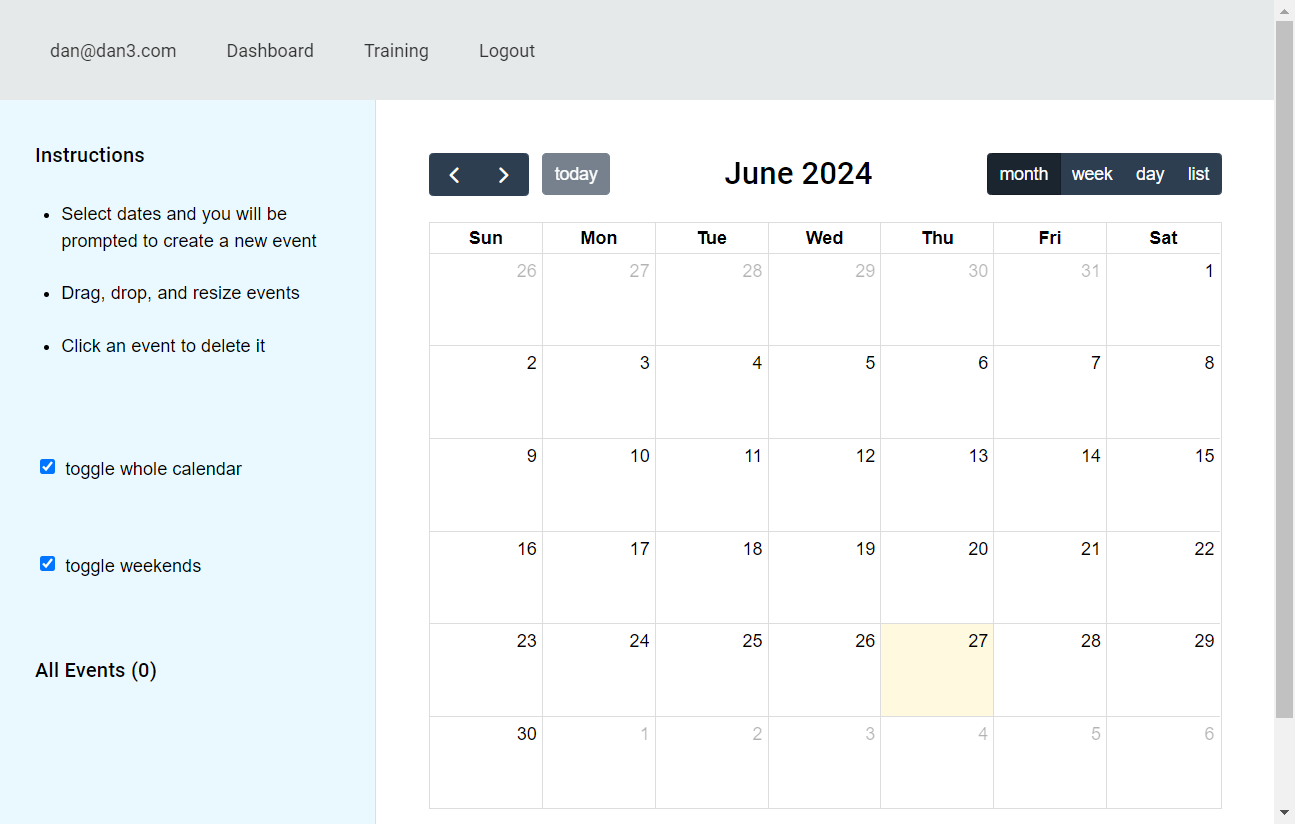 dan@dan3.com Dashboard Training Logout
Instructions
Select dates and you will be
prompted to create a new event
Drag, drop, and resize events
Click an event to delete it
toggle whole calendar
toggle weekends
All Events (0)
today June 2024 month week day list
Sun Mon Tue Wed Thu Fri Sat
26 27 28 29 30 31 1
2 3 4 5 6 7 8
9 10 11 12 13 14 15
16 17 18 19 20 21 22
23 24 25 26 27 28 29
30 1 2 3 4 5 6